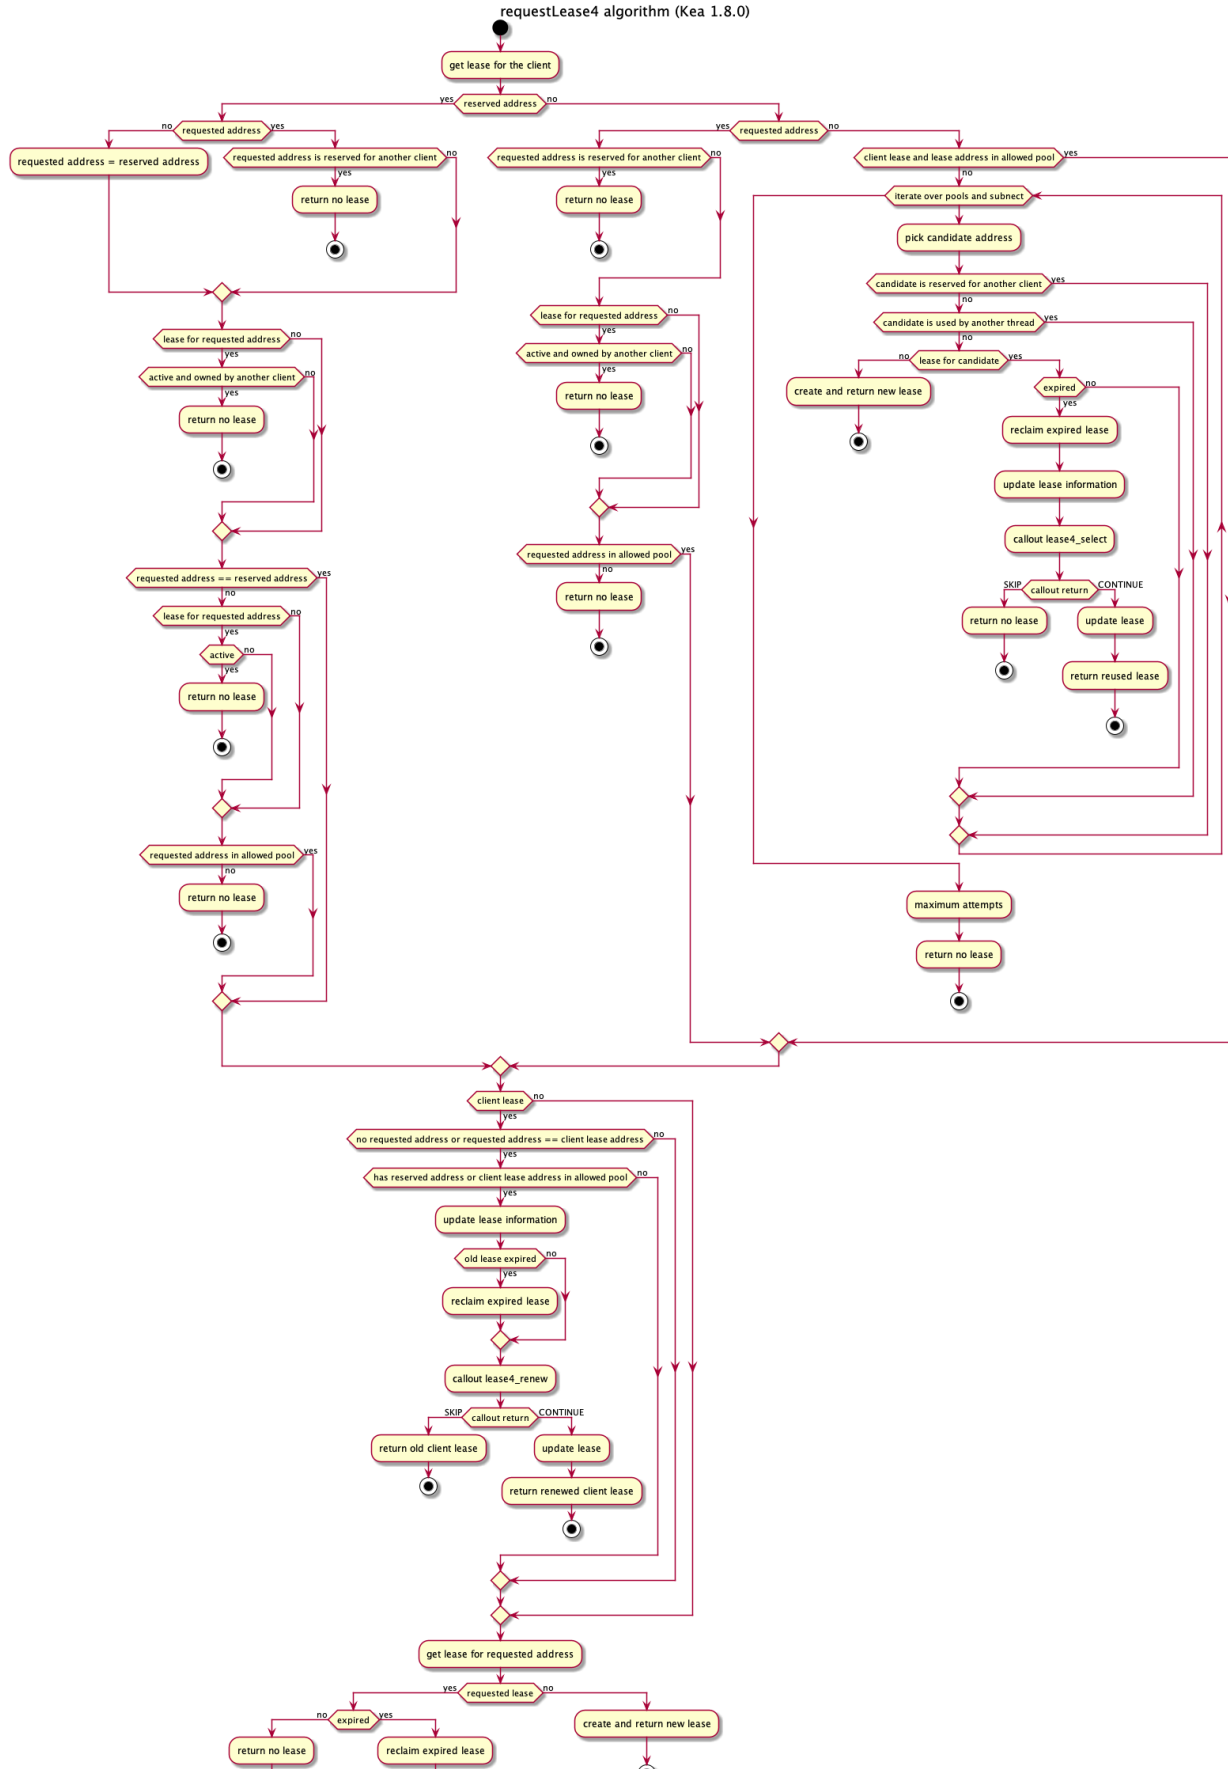 requestLease4 algorithm (Kea 1.8.0)
get lease for the client
yes
reserved address
no
no
requested address
yes
yes
requested address
no
requested address = reserved address
requested address is reserved for another client
no
yes
return no lease
requested address is reserved for another client
no
yes
return no lease
client lease and lease address in allowed pool
yes
no
iterate over pools and subnect
pick candidate address
candidate is reserved for another client
yes
no
candidate is used by another thread
yes
no
no
lease for candidate
yes
create and return new lease
expired
no
yes
reclaim expired lease
update lease information
callout lease4_select
SKIP
callout return
CONTINUE
return no lease
update lease
return reused lease
maximum attempts
return no lease
lease for requested address
no
yes
active and owned by another client
no
yes
return no lease
lease for requested address
no
yes
active and owned by another client
no
yes
return no lease
requested address in allowed pool
yes
no
return no lease
requested address == reserved address
yes
no
lease for requested address
no
yes
active
no
yes
return no lease
requested address in allowed pool
yes
no
return no lease
client lease
no
yes
no requested address or requested address == client lease address
no
yes
has reserved address or client lease address in allowed pool
no
yes
update lease information
old lease expired
no
yes
reclaim expired lease
callout lease4_renew
SKIP
callout return
CONTINUE
return old client lease
update lease
return renewed client lease
get lease for requested address
yes
requested lease
no
no
expired
yes
create and return new lease
return no lease
reclaim expired lease